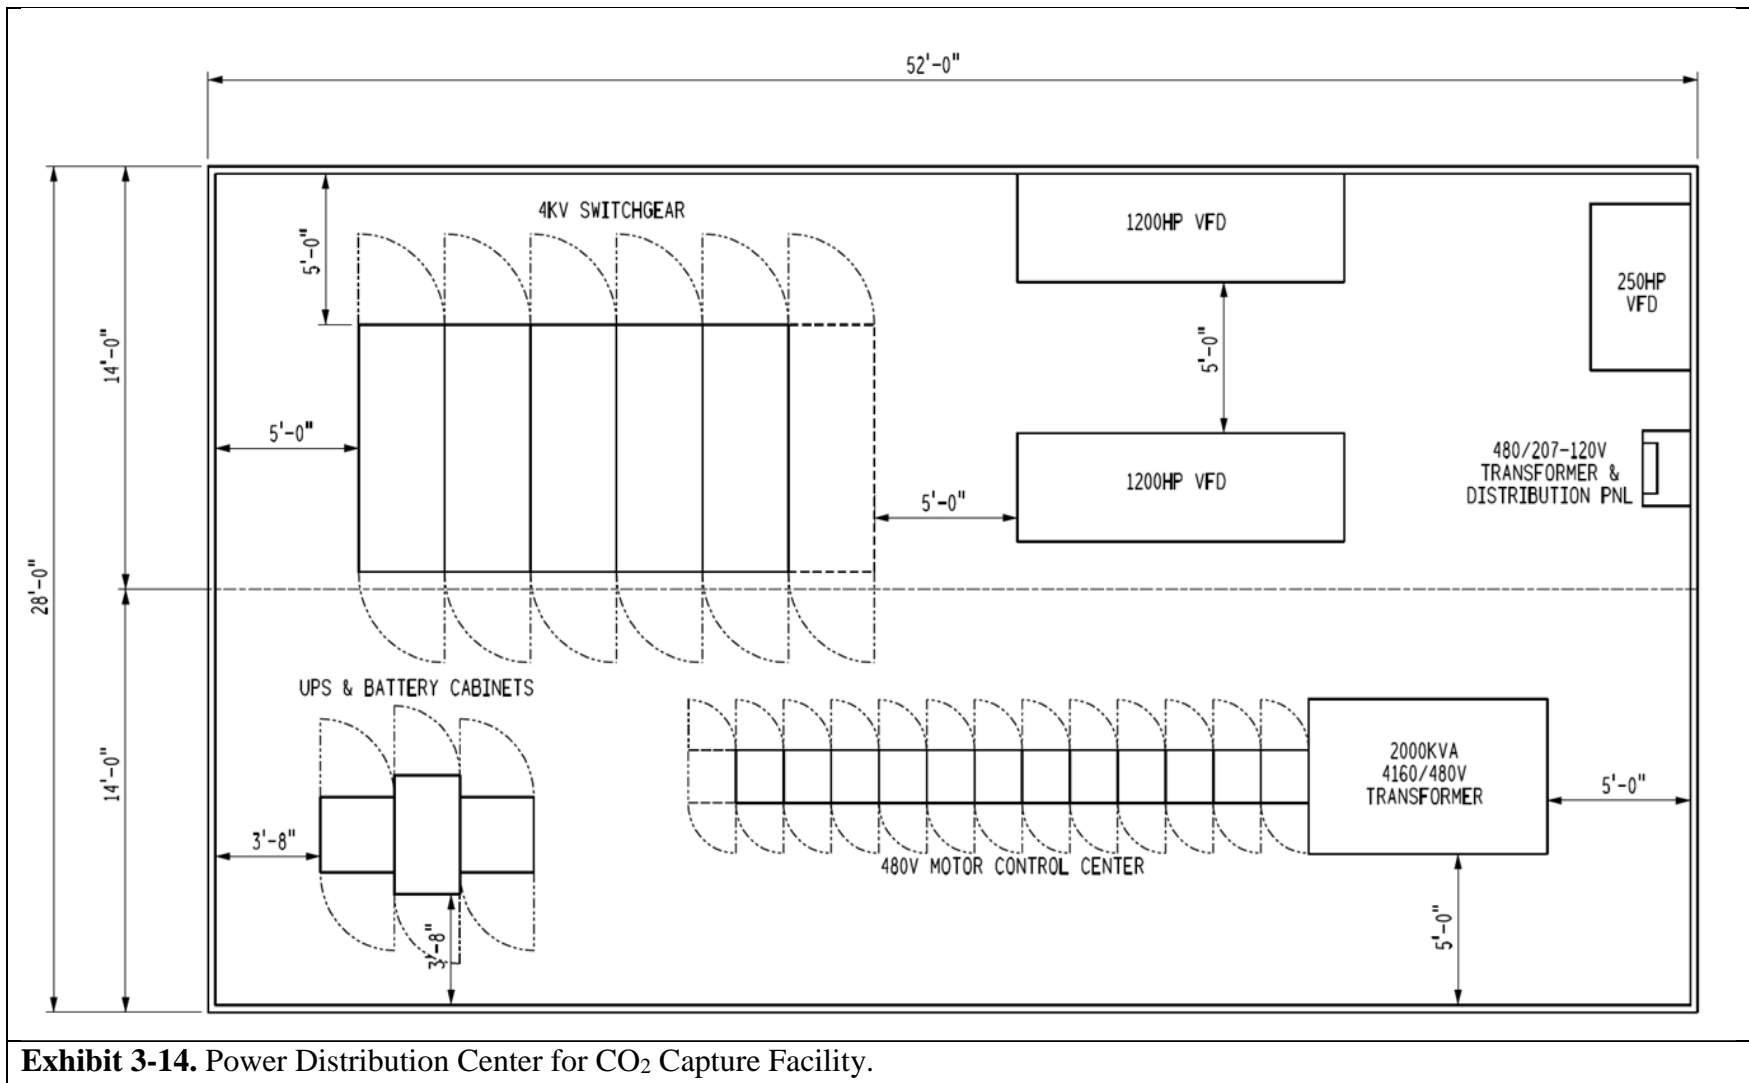 52'-0"
4KV SWITCHGEAR
1200HP VFD
5'-0"
250HP
VFD
5'-0"
14'-0"
5'-0"
480/207-120V
TRANSFORMER &
DISTRIBUTION PNL
1200HP VFD
5'-0"
28'-0"
UPS & BATTERY CABINETS
14'-0"
2000KVA
4160/480V
TRANSFORMER
5'-0"
3'-8"
480V MOTOR CONTROL CENTER
3'-8"
5'-0"
Exhibit 3-14. Power Distribution Center for CO₂ Capture Facility.